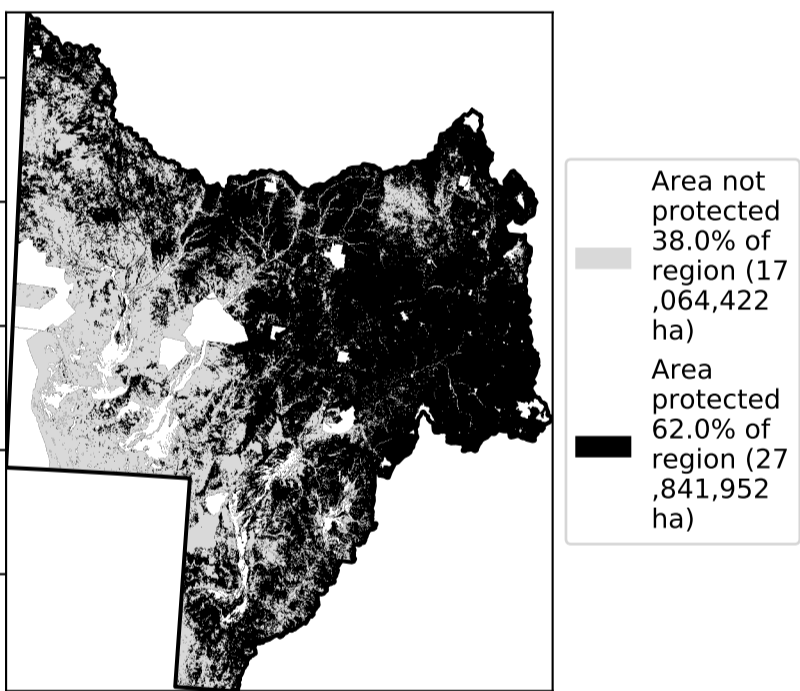 Area not
protected
38.0% of
region (17
,064,422
ha)
Area
protected
62.0% of
region (27
,841,952
ha)